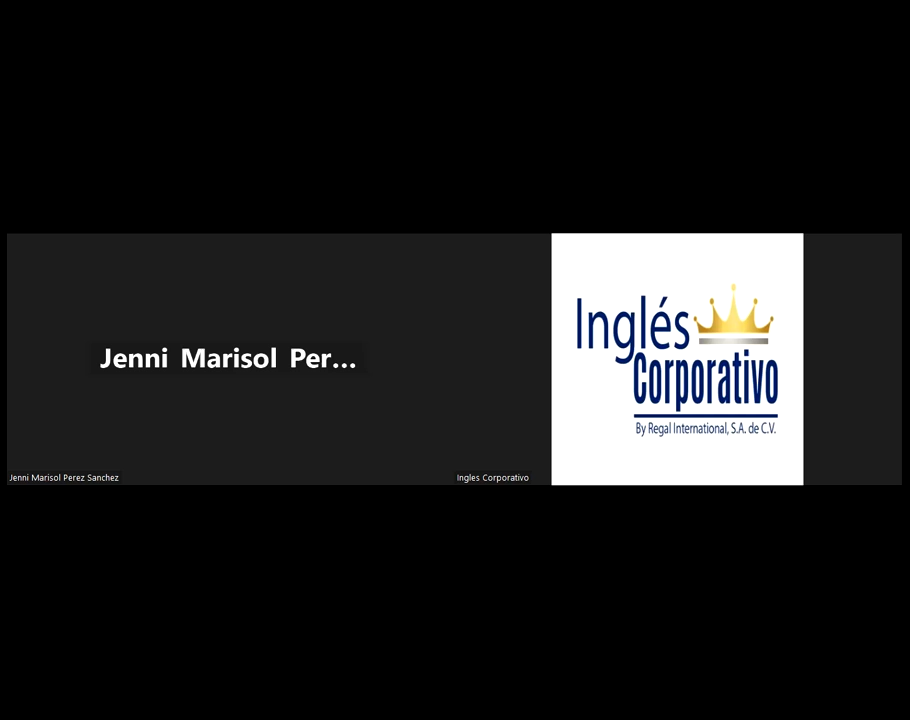 Jenni Marisol Per...
Jenni Marisol Perez Sanchez
Ingles Corporativo
Inglés
Corporativo
By Regal International, S.A. de C.V.